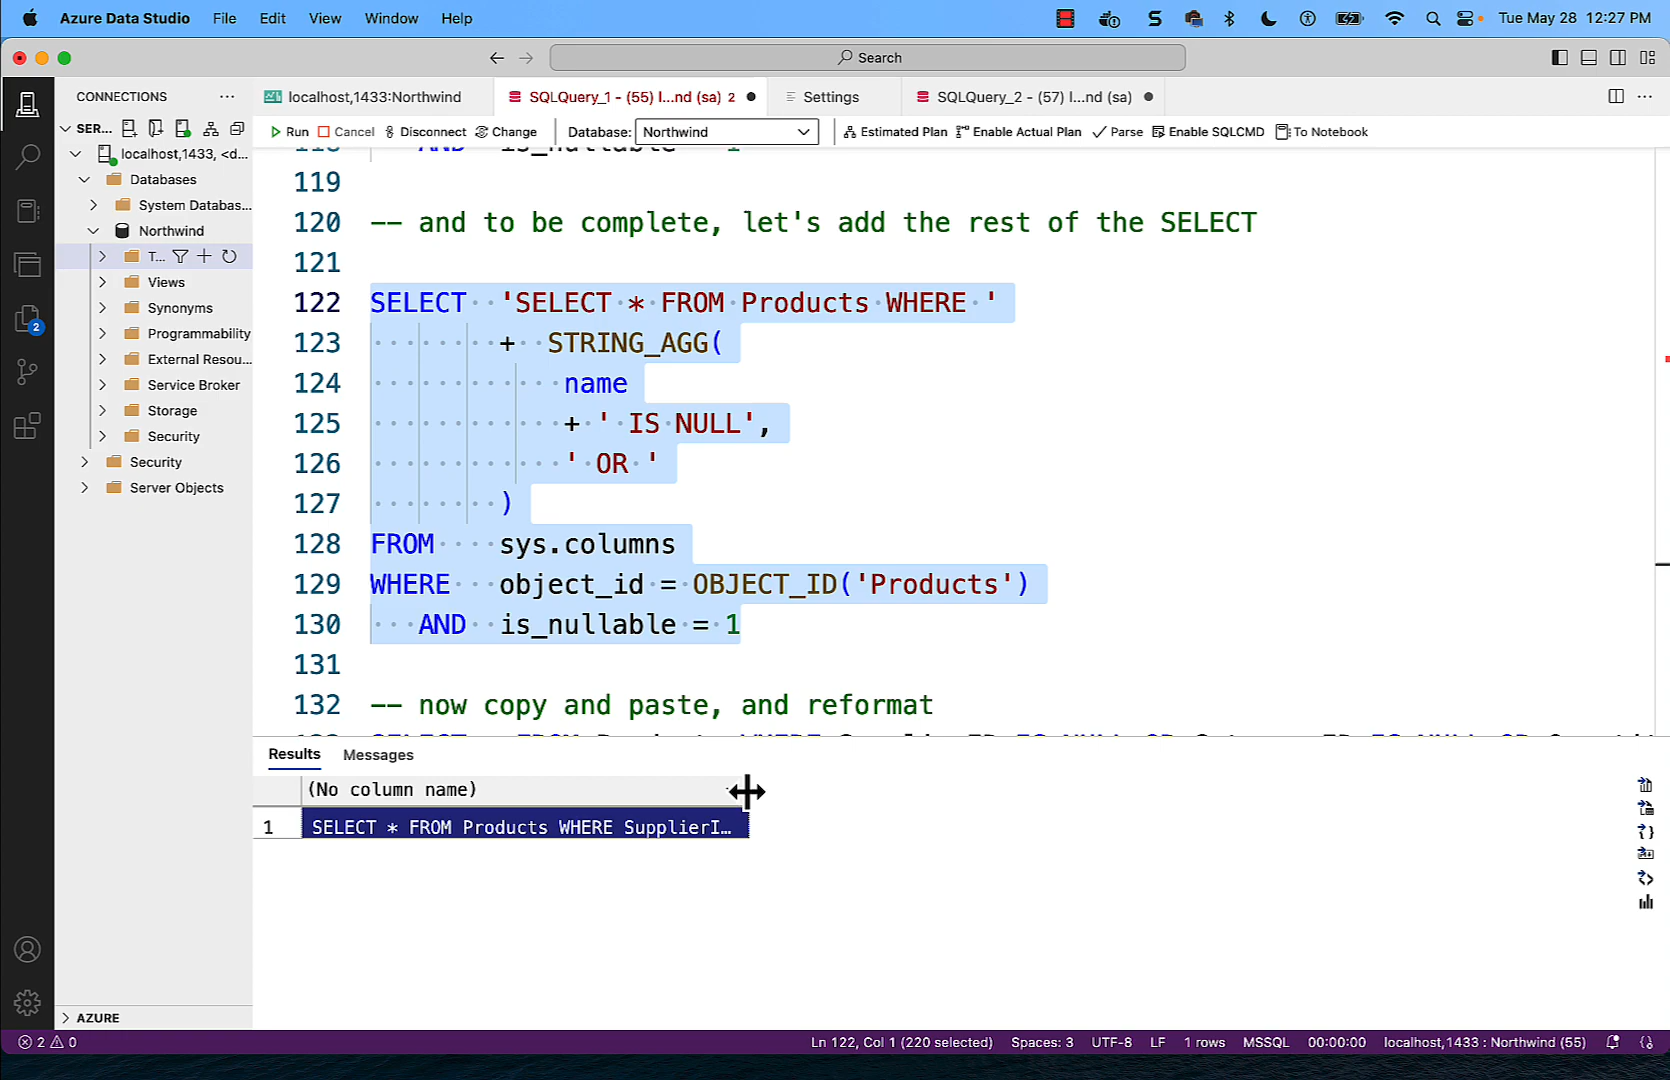 Azure Data Studio File Edit View Window Help
Tue May 28 12:27 PM
Search
CONNECTIONS ···
localhost,1433:Northwind
SQLQuery_1 - (55) l...nd (sa) 2
Settings
SQLQuery_2 - (57) l...nd (sa)
SER...
Run Cancel Disconnect Change
Database: Northwind
Estimated Plan Enable Actual Plan Parse Enable SQLCMD To Notebook
localhost,1433, <d...
Databases
System Databas...
Northwind
T...
Views
Synonyms
Programmability
External Resou...
Service Broker
Storage
Security
Security
Server Objects
2
AZURE
118 AND is_nullable = 1
119
120 -- and to be complete, let's add the rest of the SELECT
121
122 SELECT 'SELECT * FROM Products WHERE '
123 + STRING_AGG(
124 name
125 + ' IS NULL',
126 ' OR '
127 )
128 FROM sys.columns
129 WHERE object_id = OBJECT_ID('Products')
130 AND is_nullable = 1
131
132 -- now copy and paste, and reformat
Results Messages
(No column name)
1 SELECT * FROM Products WHERE SupplierI...
2 0
Ln 122, Col 1 (220 selected) Spaces: 3 UTF-8 LF 1 rows MSSQL 00:00:00 localhost,1433 : Northwind (55)